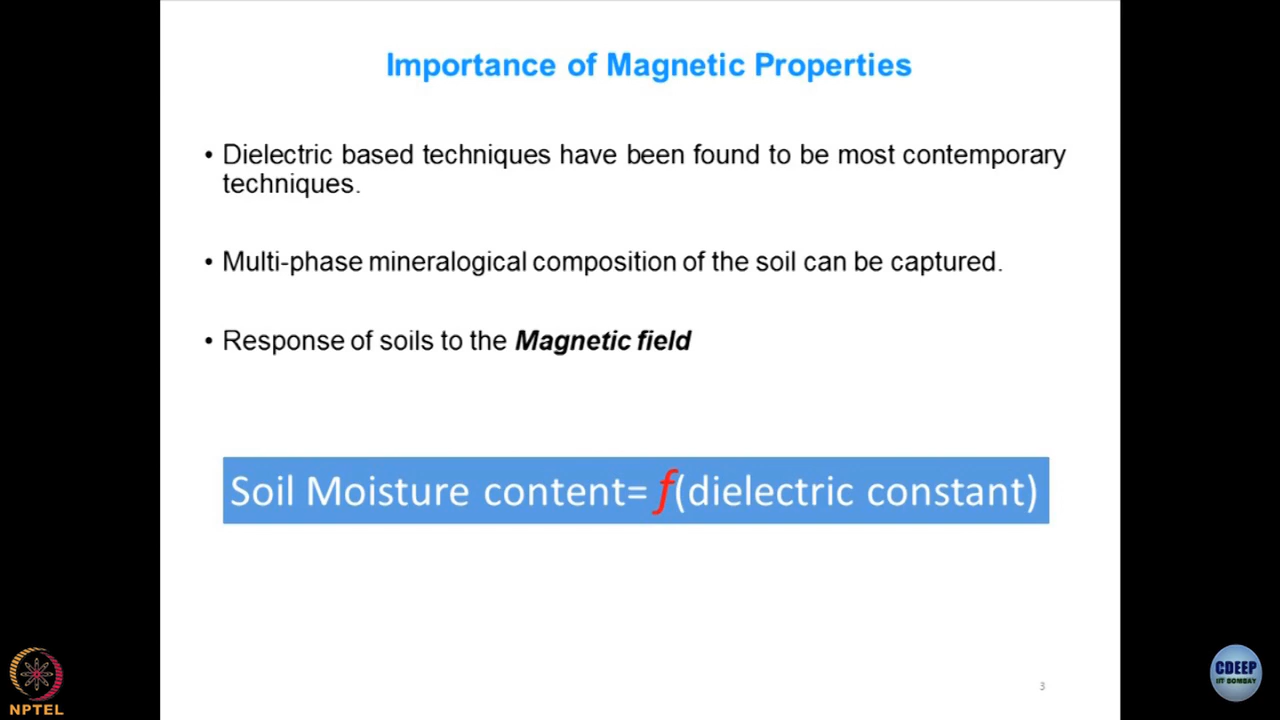 Importance of Magnetic Properties
• Dielectric based techniques have been found to be most contemporary
techniques.
• Multi-phase mineralogical composition of the soil can be captured.
• Response of soils to the Magnetic field
Soil Moisture content= f(dielectric constant)
3
NPTEL
CDEEP
IIT BOMBAY